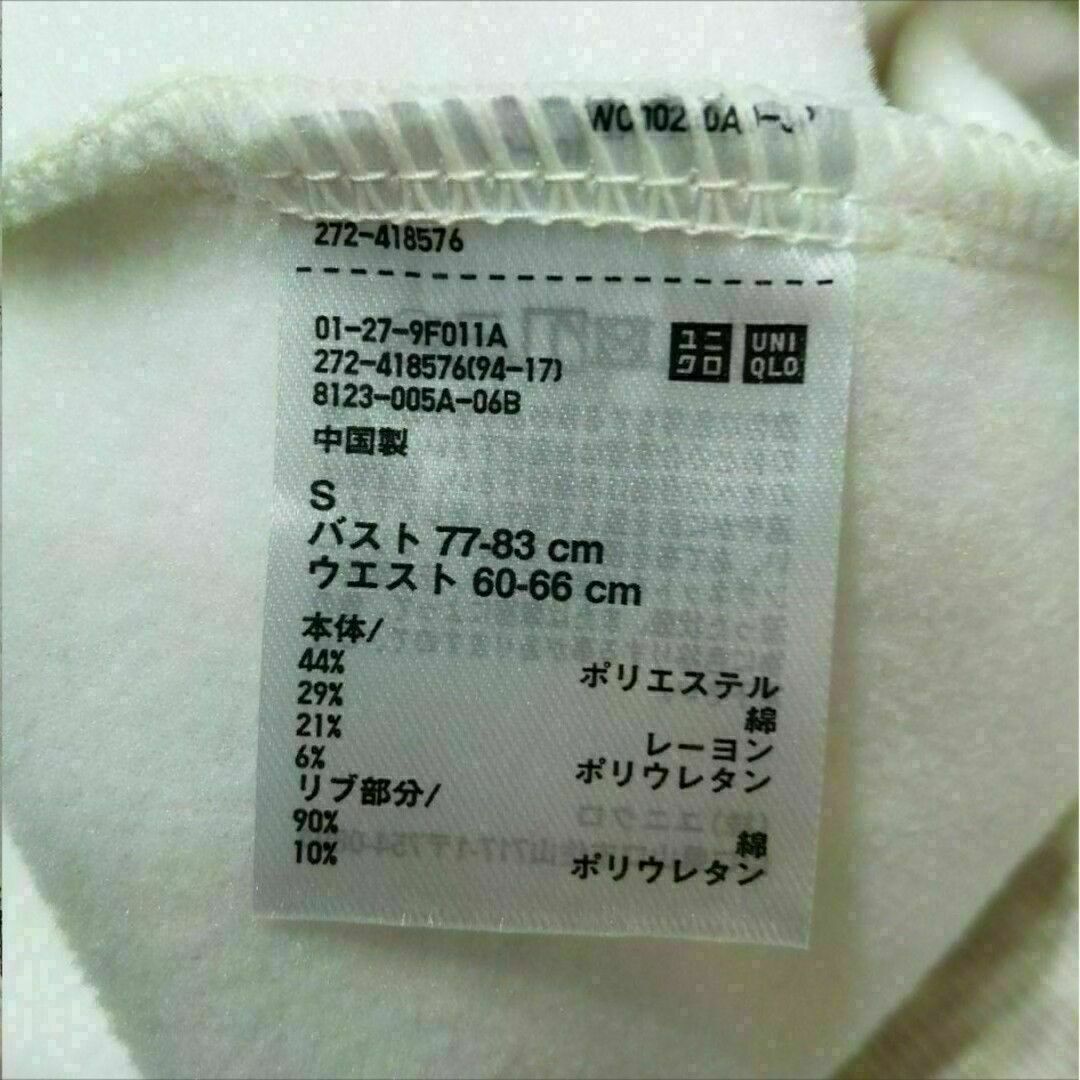 WC 102 0A
272-418576
01-27-9F011A
272-418576(94-17)
8123-005A-06B
ユニ
クロ
UNI
QLO
中国製
S
バスト 77-83 cm
ウエスト 60-66 cm
本体/
44% ポリエステル
29% 綿
21% レーヨン
6% ポリウレタン
リブ部分/
90% 綿
10% ポリウレタン